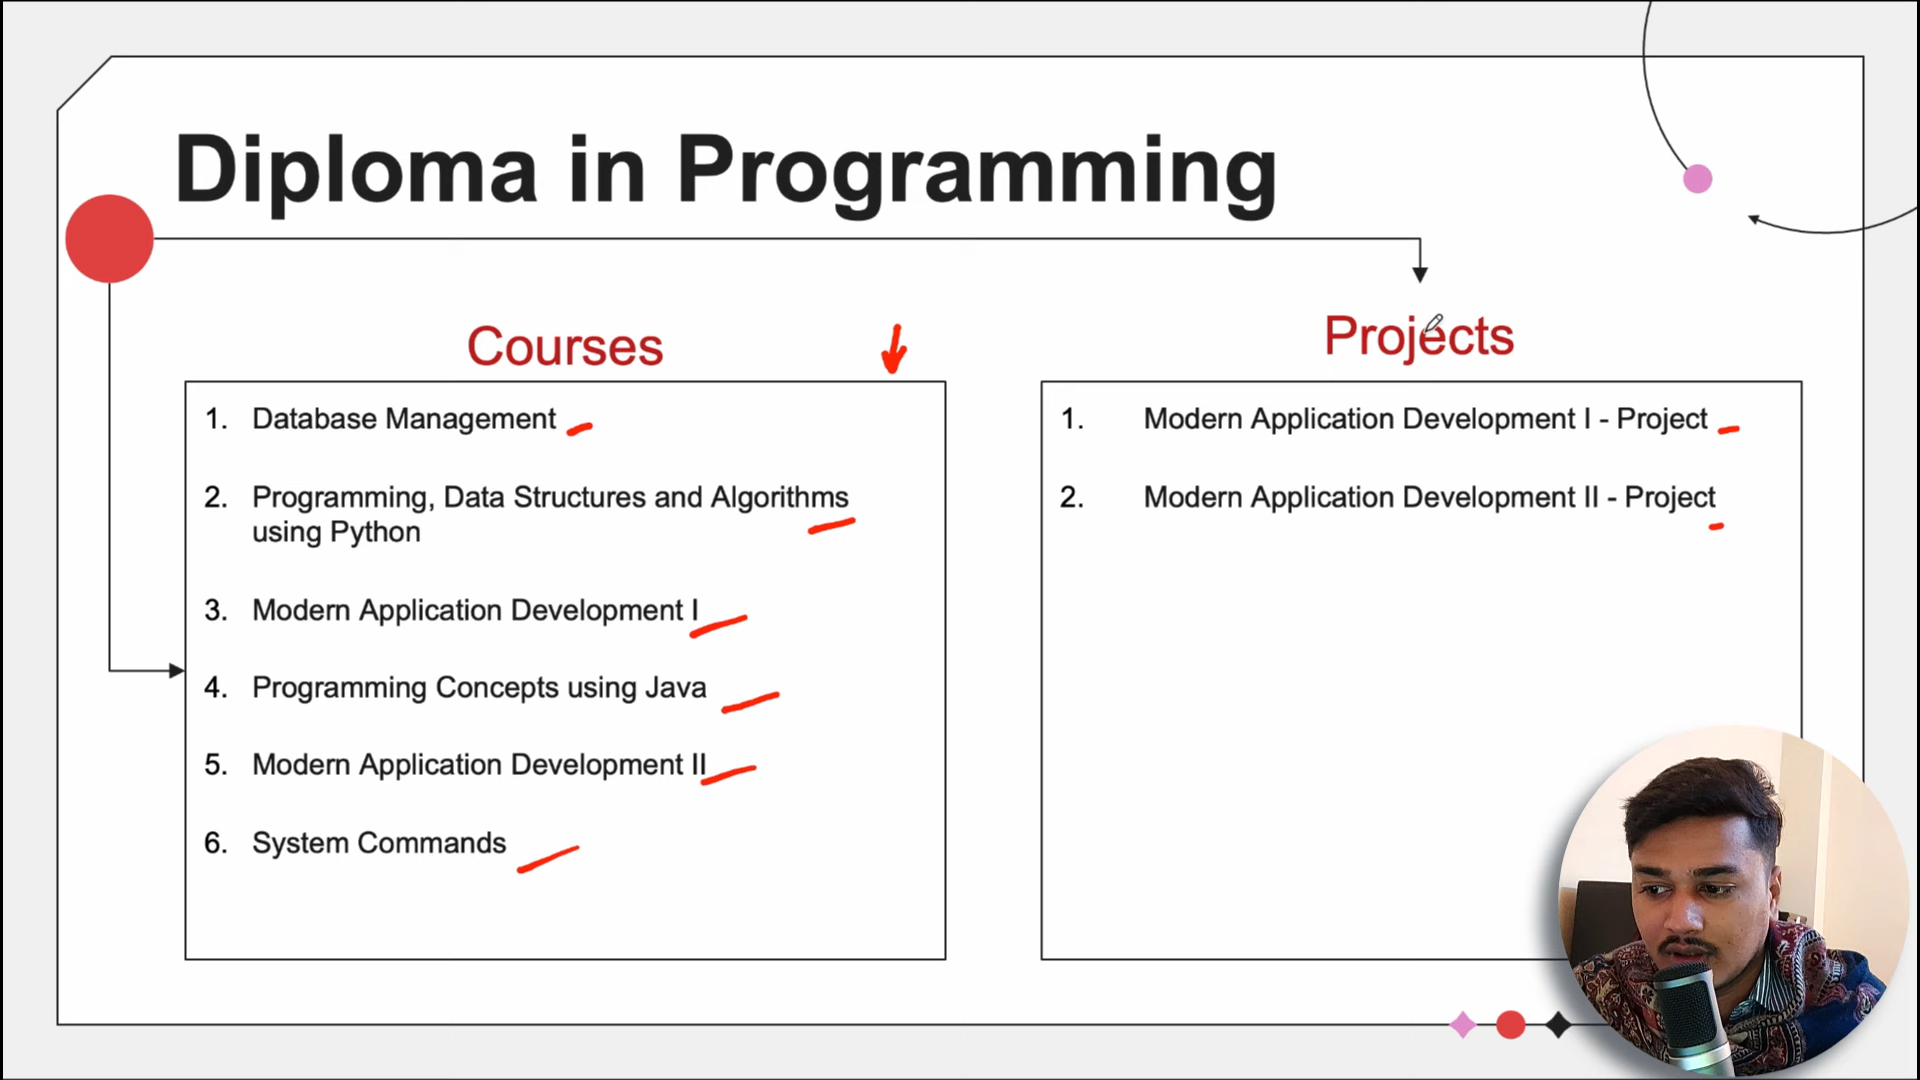 Diploma in Programming
Courses
1. Database Management
2. Programming, Data Structures and Algorithms
using Python
3. Modern Application Development I
4. Programming Concepts using Java
5. Modern Application Development II
6. System Commands
Projects
1. Modern Application Development I - Project
2. Modern Application Development II - Project